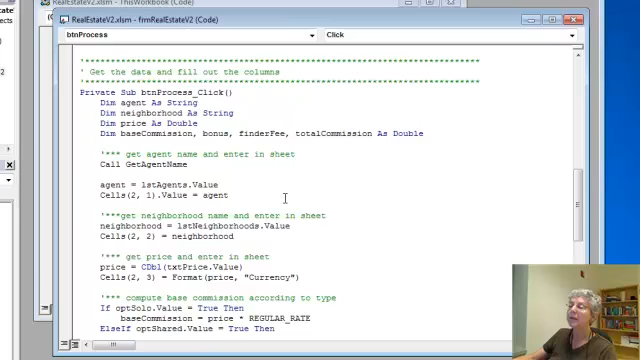 RealEstateV2.xlsm - ThisWorkbook (Code)
RealEstateV2.xlsm - frmRealEstateV2 (Code)
btnProcess
Click
'******************************************************************************
' Get the data and fill out the columns
'******************************************************************************
Private Sub btnProcess_Click()
Dim agent As String
Dim neighborhood As String
Dim price As Double
Dim baseCommission, bonus, finderFee, totalCommission As Double
'*** get agent name and enter in sheet
Call GetAgentName
agent = lstAgents.Value
Cells(2, 1).Value = agent
'***get neighborhood name and enter in sheet
neighborhood = lstNeighborhoods.Value
Cells(2, 2) = neighborhood
'*** get price and enter in sheet
price = CDbl(txtPrice.Value)
Cells(2, 3) = Format(price, "Currency")
'*** compute base commission according to type
If optSolo.Value = True Then
baseCommission = price * REGULAR_RATE
ElseIf optShared.Value = True Then